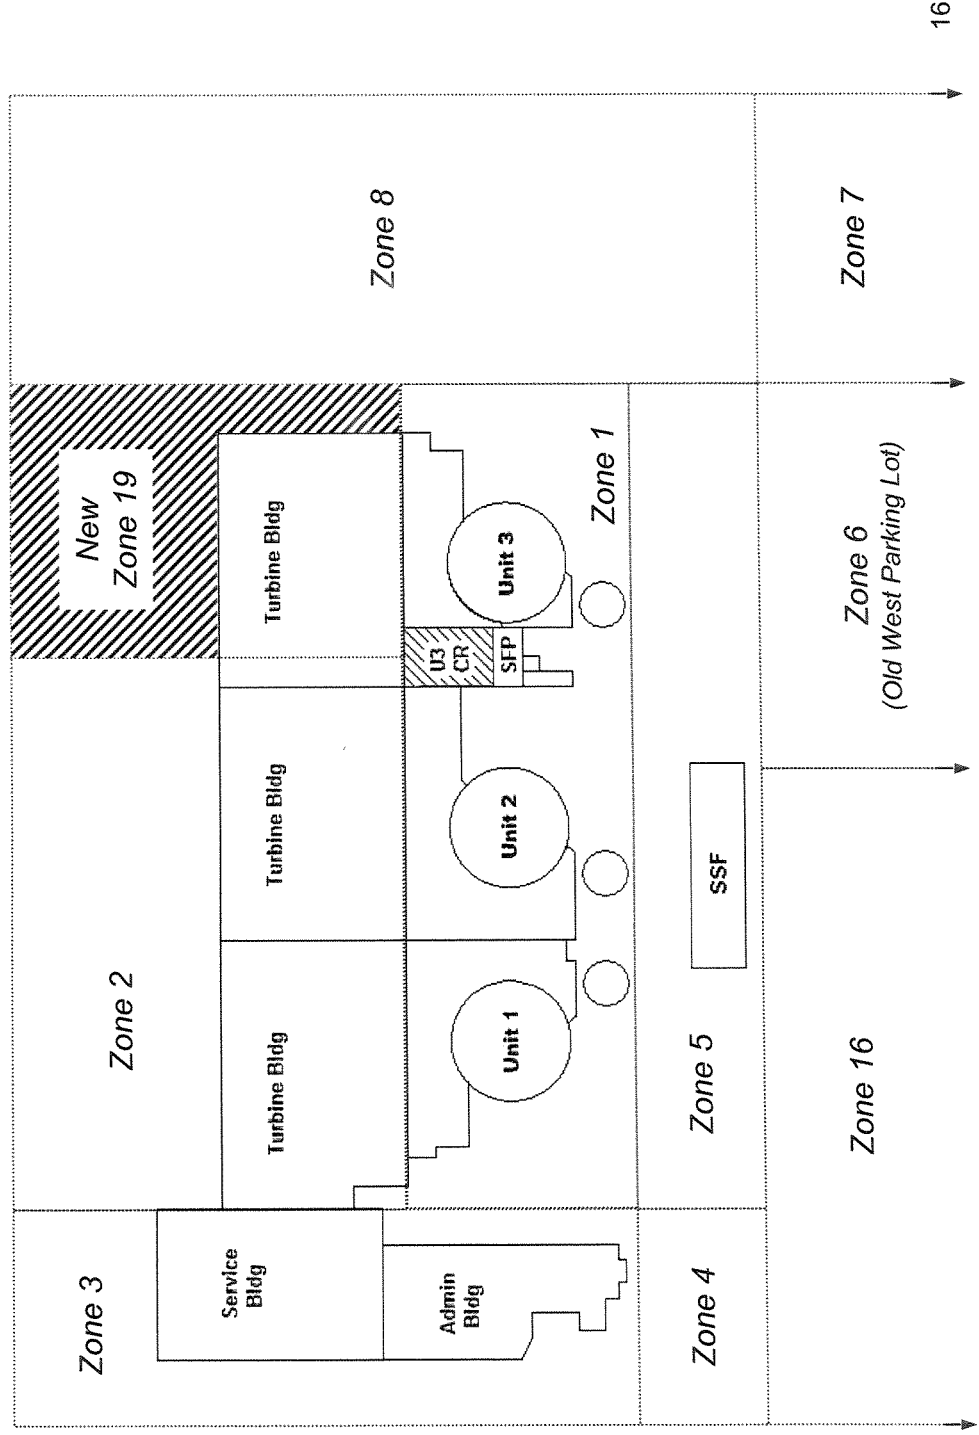 Zone 3
Zone 2
New
Zone 19
Service
Bldg
Turbine Bldg
Turbine Bldg
Turbine Bldg
Zone 8
Admin
Bldg
U3
CR
SFP
Unit 1
Unit 2
Unit 3
Zone 1
Zone 4
Zone 5
SSF
Zone 16
Zone 6
(Old West Parking Lot)
Zone 7
16